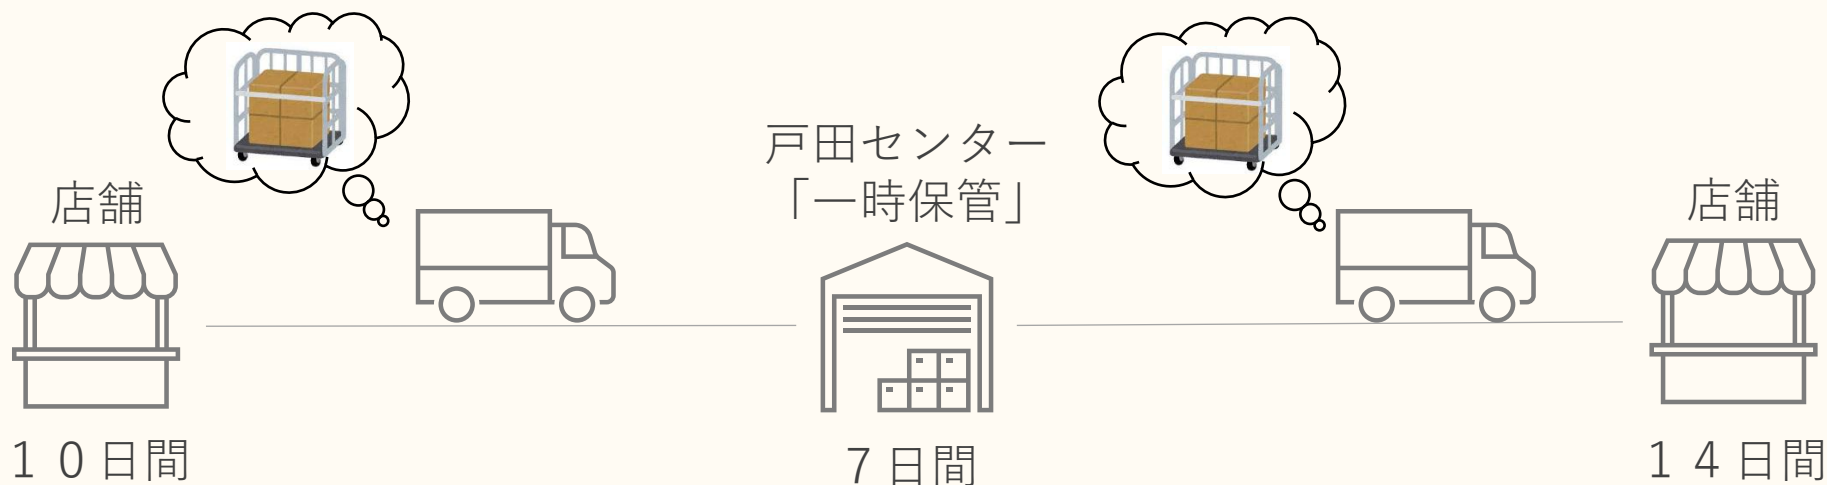 店舗
戸田センター
「一時保管」
店舗
１０日間
７日間
１４日間